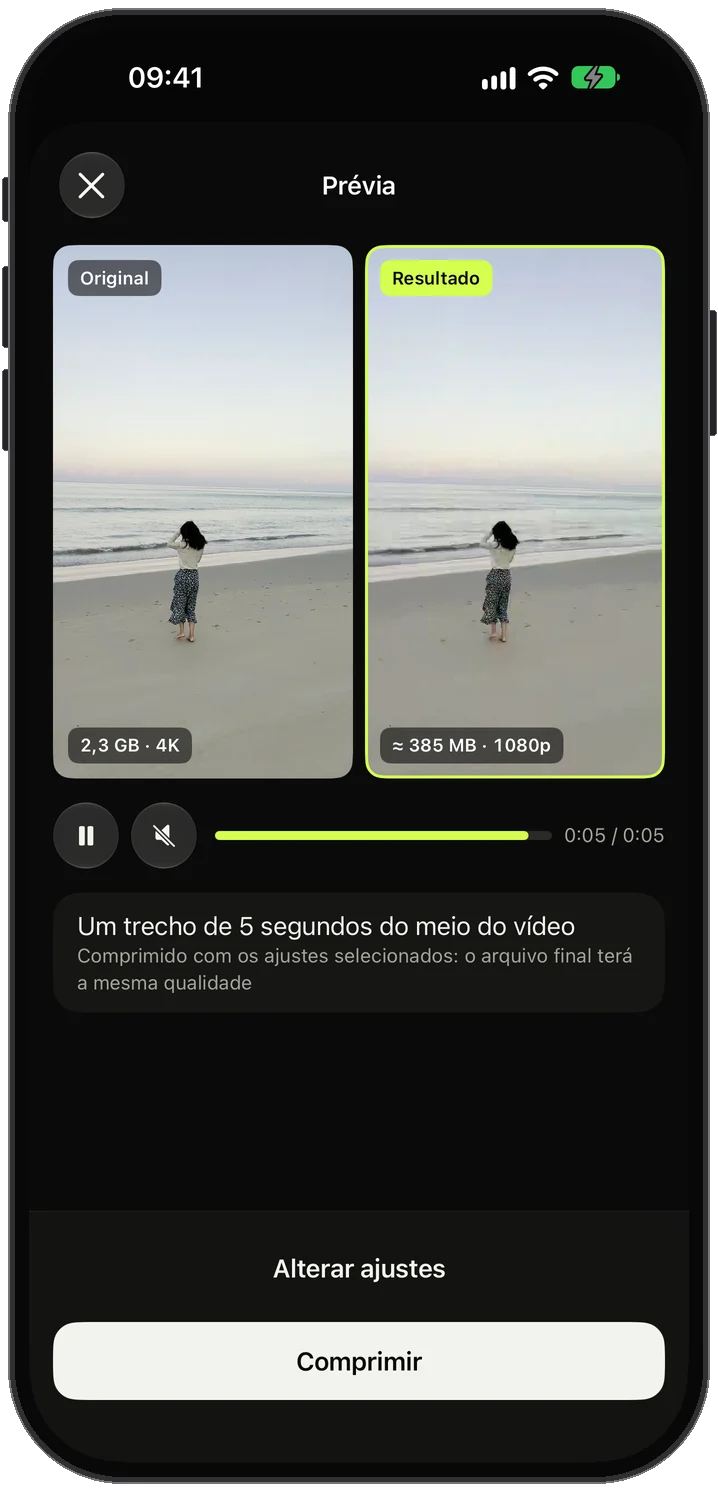 09:41
Prévia
Original
Resultado
2,3 GB · 4K
≈ 385 MB · 1080p
0:05 / 0:05
Um trecho de 5 segundos do meio do vídeo
Comprimido com os ajustes selecionados: o arquivo final terá
a mesma qualidade
Alterar ajustes
Comprimir